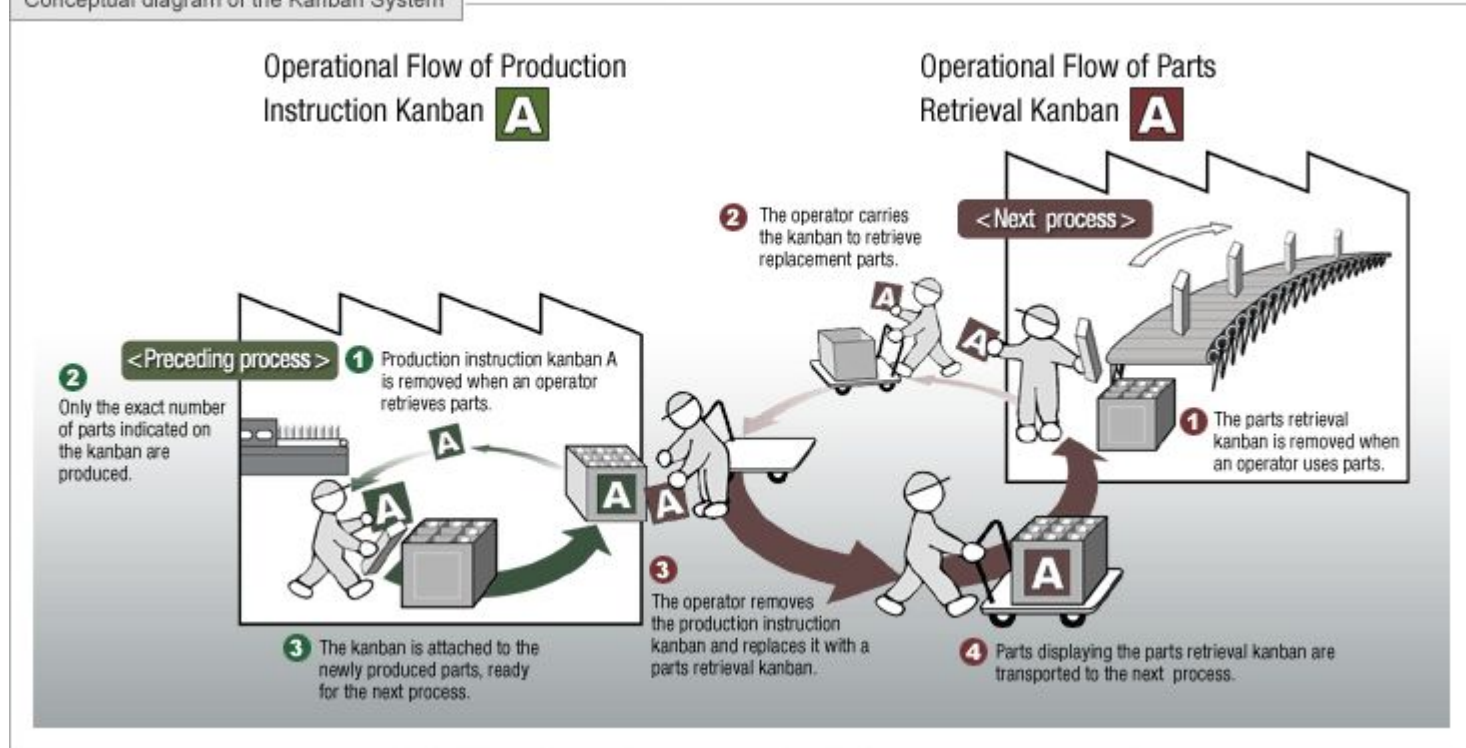 Conceptual diagram of the Kanban System
Operational Flow of Production
Instruction Kanban A
Operational Flow of Parts
Retrieval Kanban A
<Preceding process>
1 Production instruction kanban A
is removed when an operator
retrieves parts.
2
Only the exact number
of parts indicated on
the kanban are
produced.
A
A
A
A
3 The kanban is attached to the
newly produced parts, ready
for the next process.
<Next process>
1 The parts retrieval
kanban is removed when
an operator uses parts.
2 The operator carries
the kanban to retrieve
replacement parts.
A
A
3
The operator removes
the production instruction
kanban and replaces it with a
parts retrieval kanban.
A
4 Parts displaying the parts retrieval kanban are
transported to the next process.